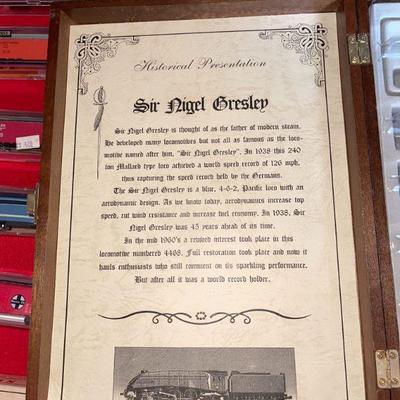 Historical Presentation
Sir Nigel Gresley
Sir Nigel Gresley is thought of as the father of modern steam.
He developed many locomotives but not all as famous as the loco-
motive named after him, "Sir Nigel Gresley". In 1938 this 240
ton Mallard type loco achieved a world spred record of 126 mph,
thus capturing the speed record held by the Germans.
The Sir Nigel Gresley is a blue, 4-6-2, Pacific loco with an
aerodynamic design. As we know today, aerodynamics increase top
speed, cut wind resistance and increase fuel economy. In 1938, Sir
Nigel Gresley was 45 years ahead of its time.
In the mid 1960's a revived interest took place in this
locomotive numbered 4468. Full restoration took place and now it
hauls enthusiasts who still comment on its sparkling performance.
But after all it was a world record holder.